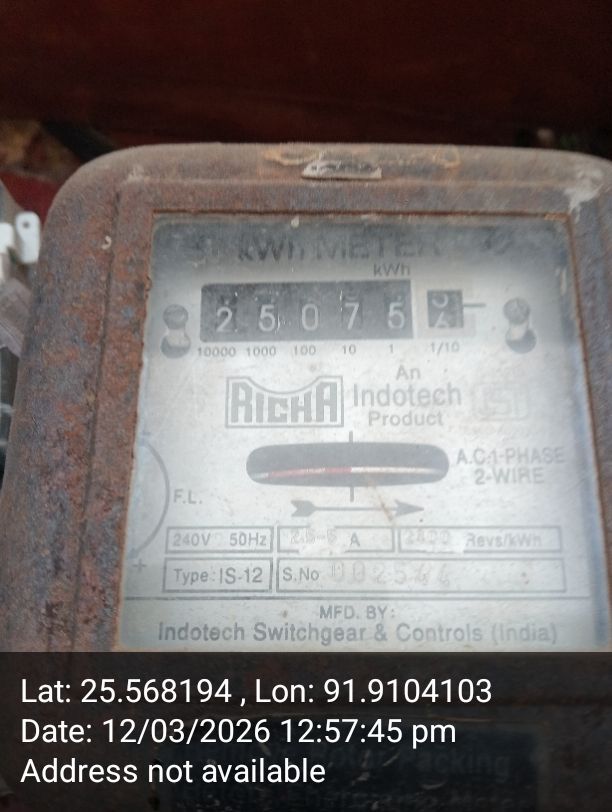 kWh METER
kWh
25075
10000 1000 100 10 1 1/10
An
RICHA Indotech
Product
A.C.1-PHASE
2-WIRE
F.L.
240V 50Hz 2.5-5 A Revs/kWh
Type: IS-12 S.No 002544
MFD. BY:
Indotech Switchgear & Controls (India)
Lat: 25.568194 , Lon: 91.9104103
Date: 12/03/2026 12:57:45 pm
Address not available